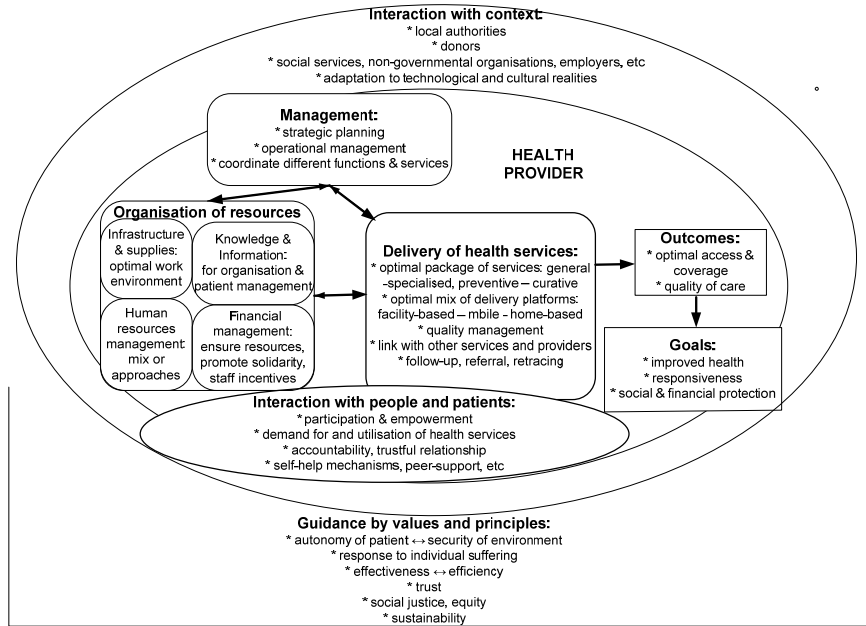 Interaction with context:
* local authorities
* donors
* social services, non-governmental organisations, employers, etc
* adaptation to technological and cultural realities
Management:
* strategic planning
* operational management
* coordinate different functions & services
HEALTH
PROVIDER
Organisation of resources
Infrastructure
& supplies:
optimal work
environment
Knowledge &
Information:
for organisation &
patient management
Human
resources
management:
mix or
approaches
Financial
management:
ensure resources,
promote solidarity,
staff incentives
Delivery of health services:
* optimal package of services: general
-specialised, preventive – curative
* optimal mix of delivery platforms:
facility-based – mbile - home-based
* quality management
* link with other services and providers
* follow-up, referral, retracing
Outcomes:
* optimal access &
coverage
* quality of care
Goals:
* improved health
* responsiveness
* social & financial protection
Interaction with people and patients:
* participation & empowerment
* demand for and utilisation of health services
* accountability, trustful relationship
* self-help mechanisms, peer-support, etc
Guidance by values and principles:
* autonomy of patient ↔ security of environment
* response to individual suffering
* effectiveness ↔ efficiency
* trust
* social justice, equity
* sustainability